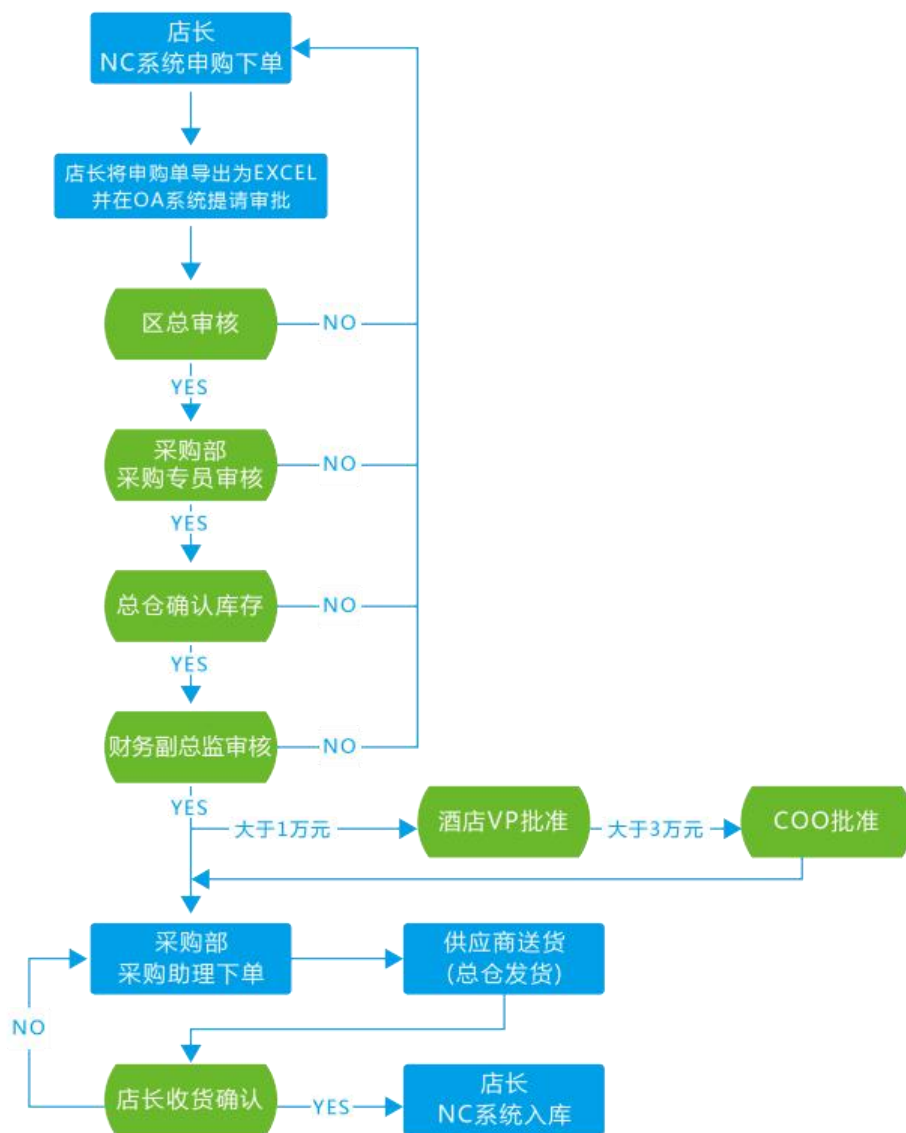 店长
NC系统申购下单
店长将申购单导出为EXCEL
并在OA系统提请审批
区总审核
NO
YES
采购部
采购专员审核
NO
YES
总仓确认库存
NO
YES
财务副总监审核
NO
YES
大于1万元
酒店VP批准
大于3万元
COO批准
采购部
采购助理下单
供应商送货
(总仓发货)
NO
店长收货确认
YES
店长
NC系统入库